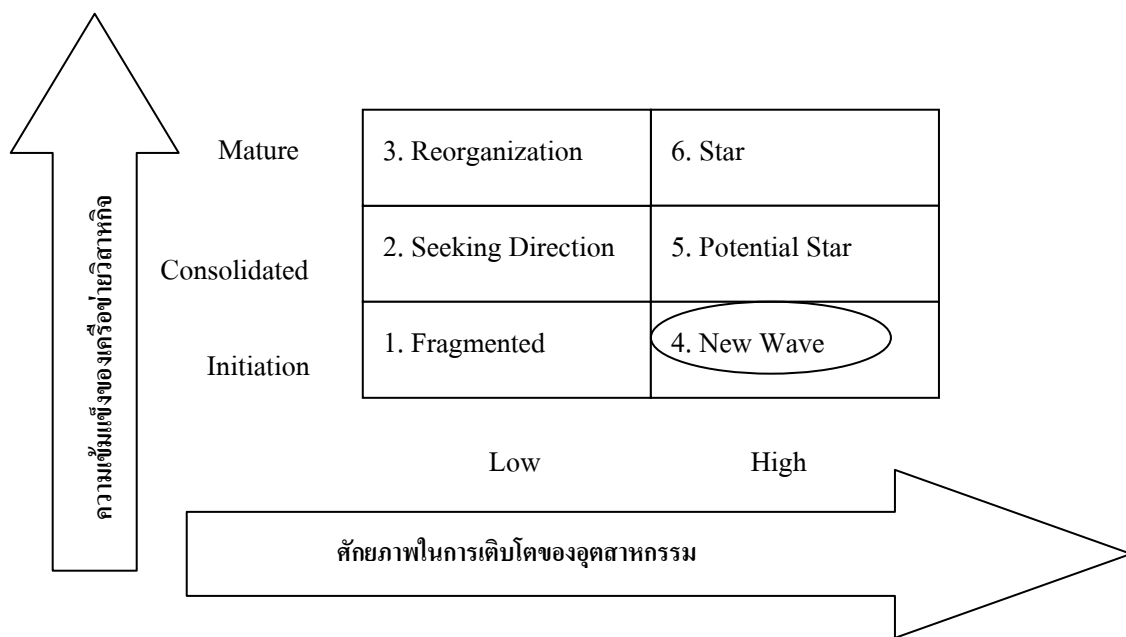 ความเข้มแข็งของเครือข่ายวิสาหกิจ
Mature
3. Reorganization
6. Star
Consolidated
2. Seeking Direction
5. Potential Star
Initiation
1. Fragmented
4. New Wave
Low
High
ศักยภาพในการเติบโตของอุตสาหกรรม